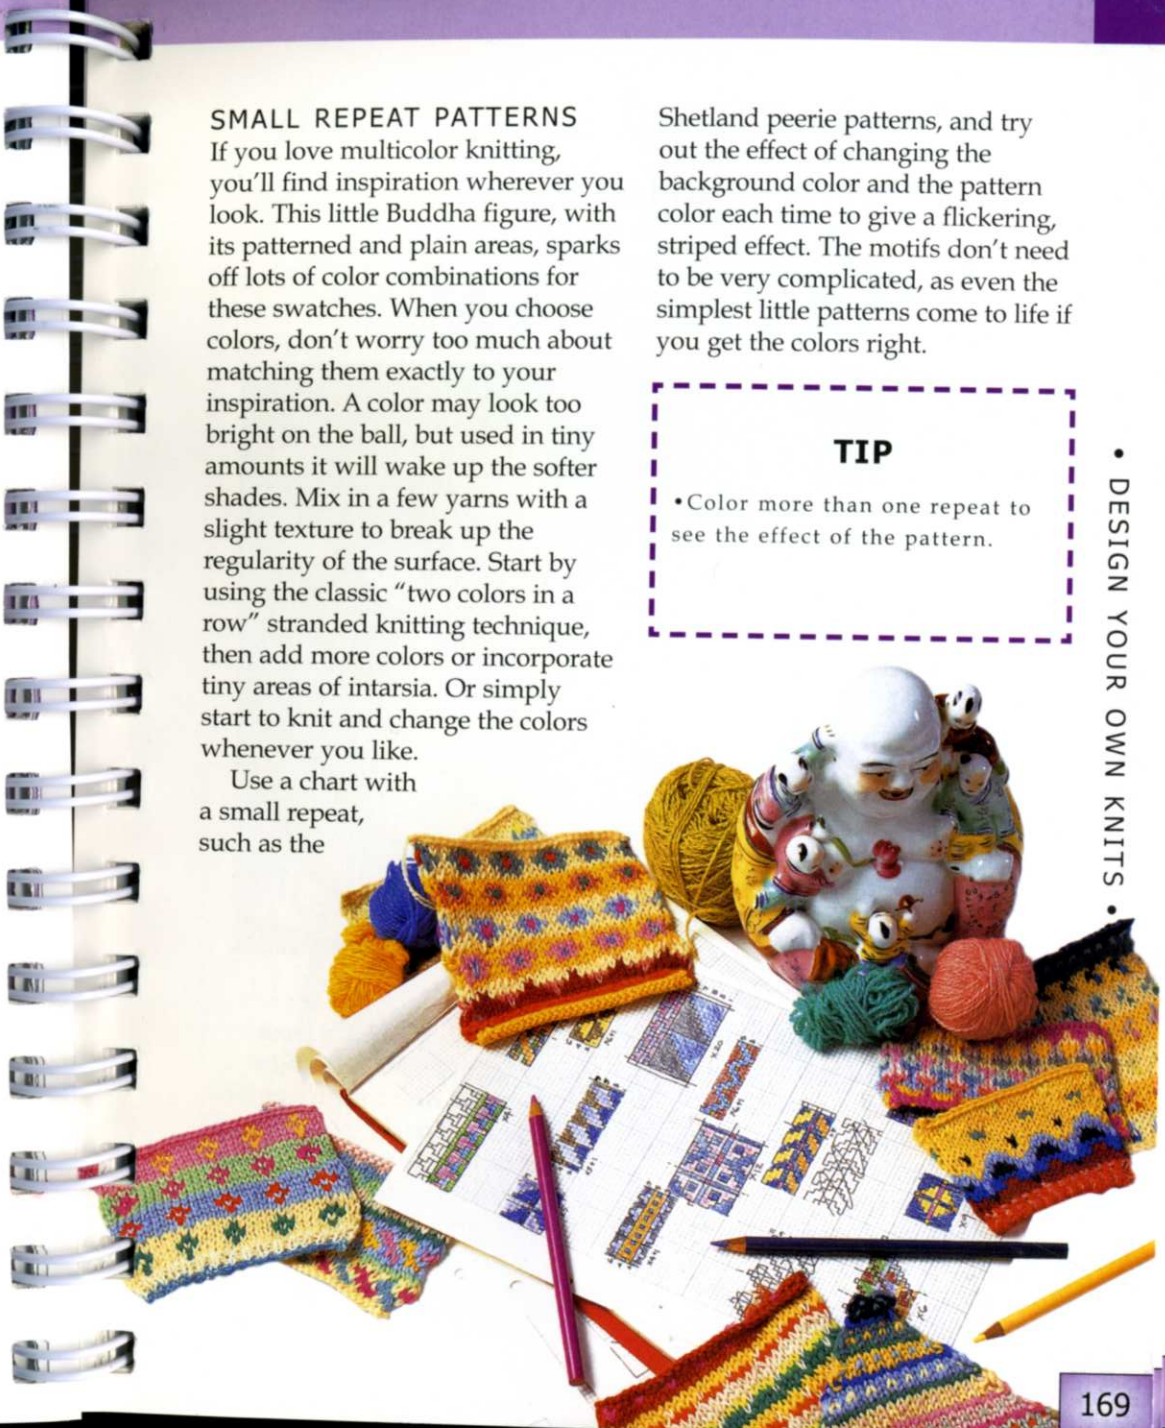 SMALL REPEAT PATTERNS
If you love multicolor knitting,
you'll find inspiration wherever you
look. This little Buddha figure, with
its patterned and plain areas, sparks
off lots of color combinations for
these swatches. When you choose
colors, don't worry too much about
matching them exactly to your
inspiration. A color may look too
bright on the ball, but used in tiny
amounts it will wake up the softer
shades. Mix in a few yarns with a
slight texture to break up the
regularity of the surface. Start by
using the classic "two colors in a
row" stranded knitting technique,
then add more colors or incorporate
tiny areas of intarsia. Or simply
start to knit and change the colors
whenever you like.
Use a chart with
a small repeat,
such as the
Shetland peerie patterns, and try
out the effect of changing the
background color and the pattern
color each time to give a flickering,
striped effect. The motifs don't need
to be very complicated, as even the
simplest little patterns come to life if
you get the colors right.
TIP
•Color more than one repeat to
see the effect of the pattern.
• DESIGN YOUR OWN KNITS •
169